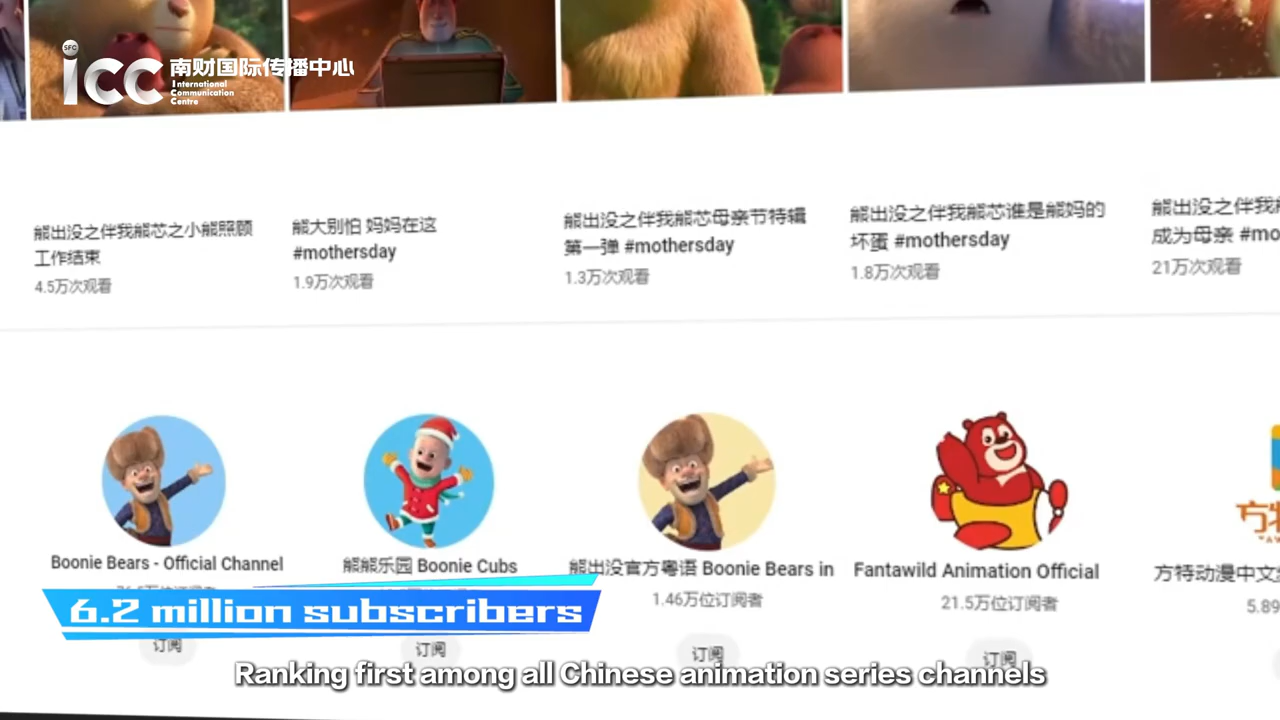 SFC
icc 南财国际传播中心
International
Communication
Centre
熊出没之伴我熊芯之小熊照顾
工作结束
4.5万次观看
熊大别怕 妈妈在这
#mothersday
1.9万次观看
熊出没之伴我熊芯母亲节特辑
第一弹 #mothersday
1.3万次观看
熊出没之伴我熊芯谁是熊妈的
坏蛋 #mothersday
1.8万次观看
熊出没之伴我
成为母亲
21万次观看
Boonie Bears - Official Channel
订阅
熊熊乐园 Boonie Cubs
订阅
熊出没官方粤语 Boonie Bears in
1.46万位订阅者
订阅
Fantawild Animation Official
21.5万位订阅者
订阅
方特动漫中文
5.89
6.2 million subscribers
Ranking first among all Chinese animation series channels